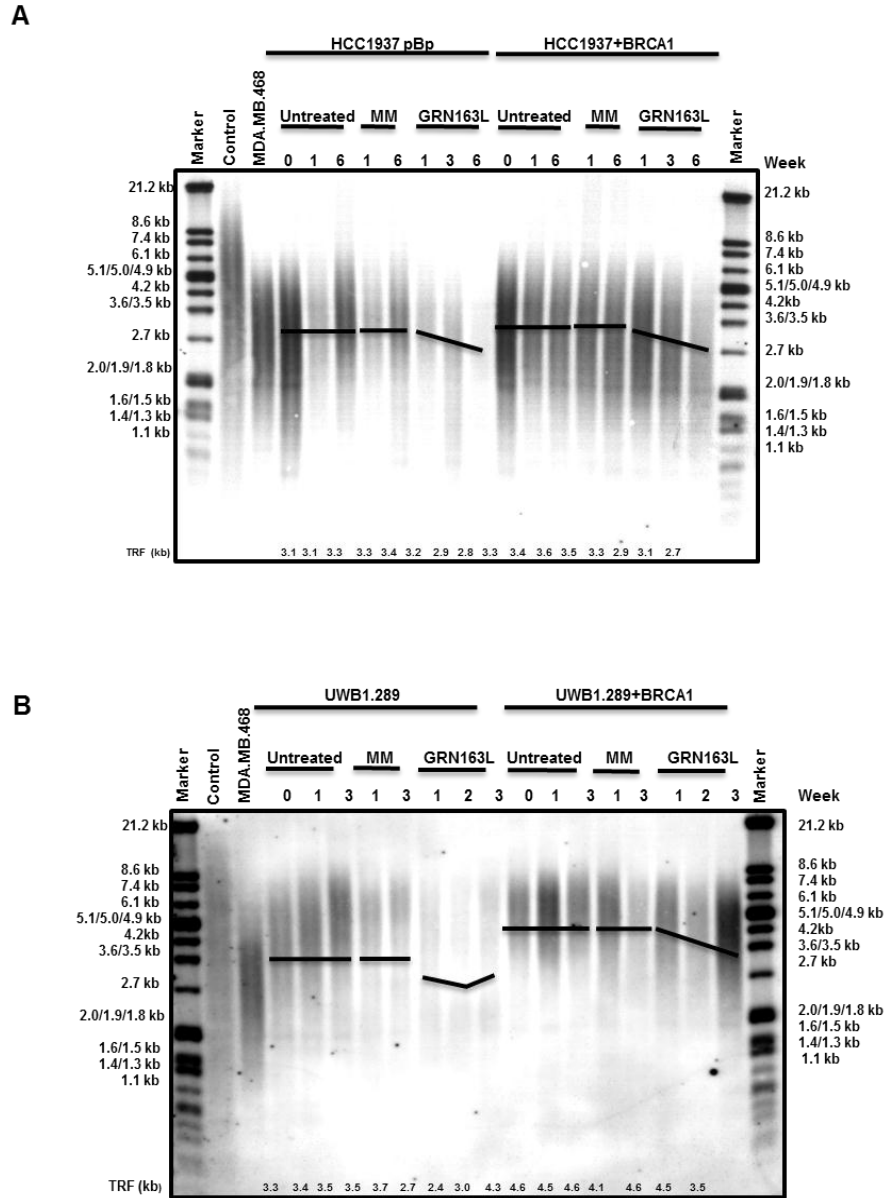 A
HCC1937 pBp HCC1937+BRCA1
Marker Control MDA.MB.468 Untreated MM GRN163L Untreated MM GRN163L Marker
0 1 6 1 6 1 3 6 0 1 6 1 6 1 3 6 Week
21.2 kb 21.2 kb
8.6 kb 8.6 kb
7.4 kb 7.4 kb
6.1 kb 6.1 kb
5.1/5.0/4.9 kb 5.1/5.0/4.9 kb
4.2 kb 4.2kb
3.6/3.5 kb 3.6/3.5 kb
2.7 kb 2.7 kb
2.0/1.9/1.8 kb 2.0/1.9/1.8 kb
1.6/1.5 kb 1.6/1.5 kb
1.4/1.3 kb 1.4/1.3 kb
1.1 kb 1.1 kb
TRF (kb) 3.1 3.1 3.3 3.3 3.4 3.2 2.9 2.8 3.3 3.4 3.6 3.5 3.3 2.9 3.1 2.7
B
UWB1.289 UWB1.289+BRCA1
Marker Control MDA.MB.468 Untreated MM GRN163L Untreated MM GRN163L Marker
0 1 3 1 3 1 2 3 0 1 3 1 3 1 2 3 Week
21.2 kb 21.2 kb
8.6 kb 8.6 kb
7.4 kb 7.4 kb
6.1 kb 6.1 kb
5.1/5.0/4.9 kb 5.1/5.0/4.9 kb
4.2kb 4.2kb
3.6/3.5 kb 3.6/3.5 kb
2.7 kb 2.7 kb
2.0/1.9/1.8 kb 2.0/1.9/1.8 kb
1.6/1.5 kb 1.6/1.5 kb
1.4/1.3 kb 1.4/1.3 kb
1.1 kb 1.1 kb
TRF (kb) 3.3 3.4 3.5 3.5 3.7 2.7 2.4 3.0 4.3 4.6 4.5 4.6 4.1 4.6 4.5 3.5